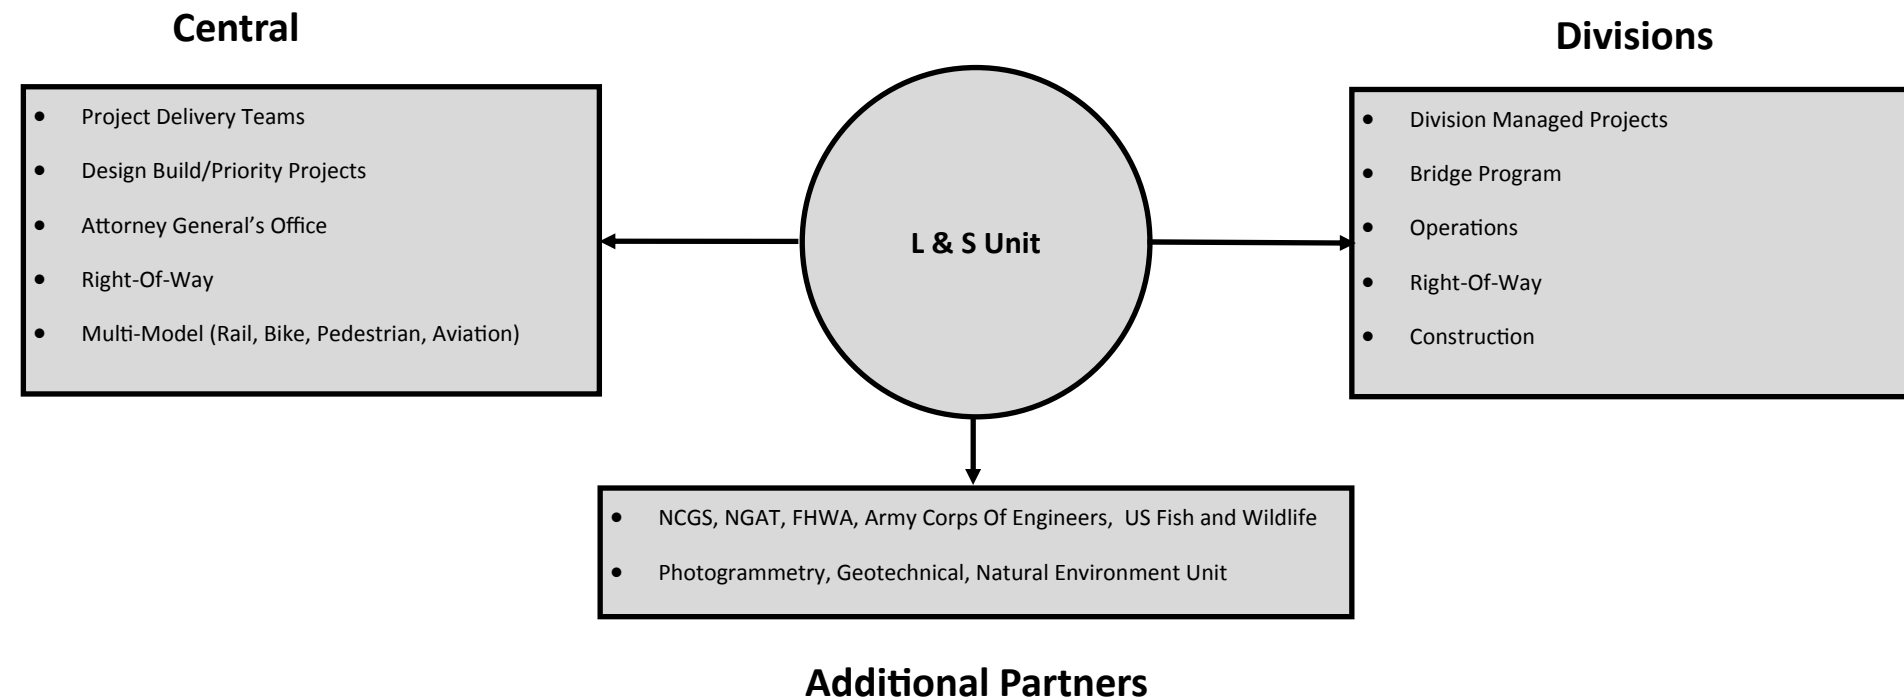 Central
• Project Delivery Teams
• Design Build/Priority Projects
• Attorney General’s Office
• Right-Of-Way
• Multi-Model (Rail, Bike, Pedestrian, Aviation)
L & S Unit
Divisions
• Division Managed Projects
• Bridge Program
• Operations
• Right-Of-Way
• Construction
• NCGS, NGAT, FHWA, Army Corps Of Engineers,  US Fish and Wildlife
• Photogrammetry, Geotechnical, Natural Environment Unit
Additional Partners